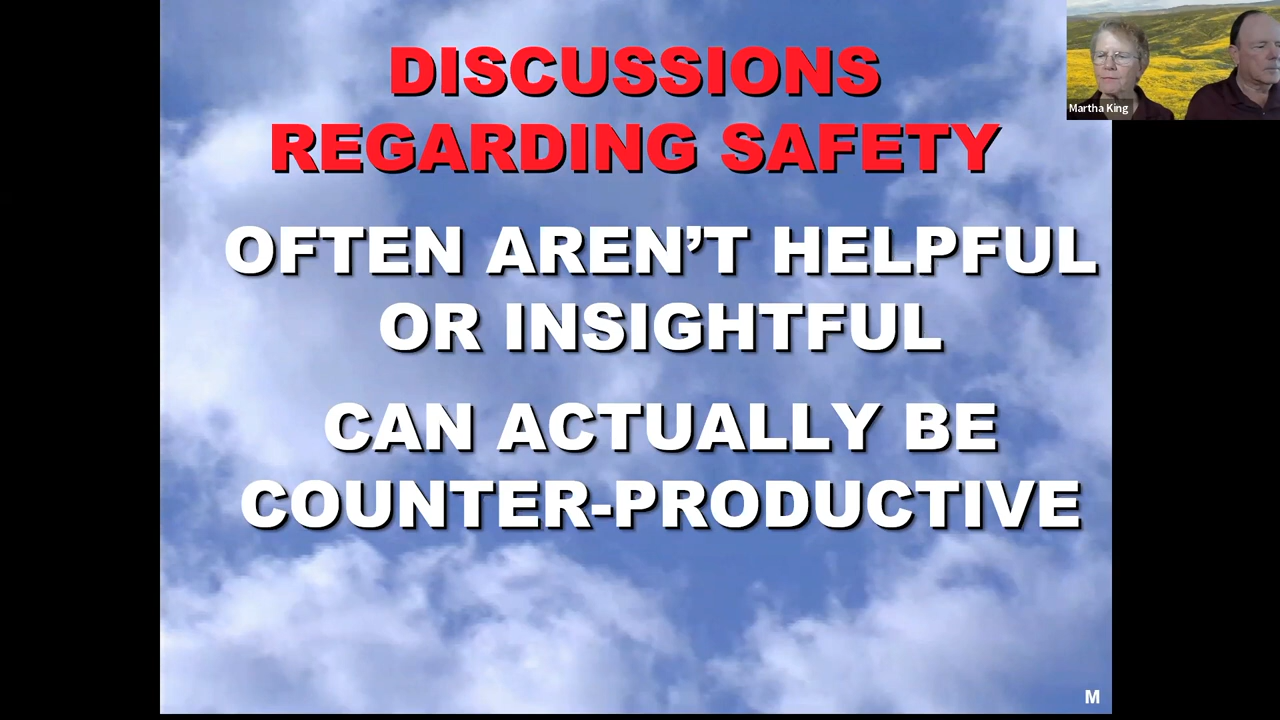 DISCUSSIONS
REGARDING SAFETY
OFTEN AREN’T HELPFUL
OR INSIGHTFUL
CAN ACTUALLY BE
COUNTER-PRODUCTIVE
Martha King
M